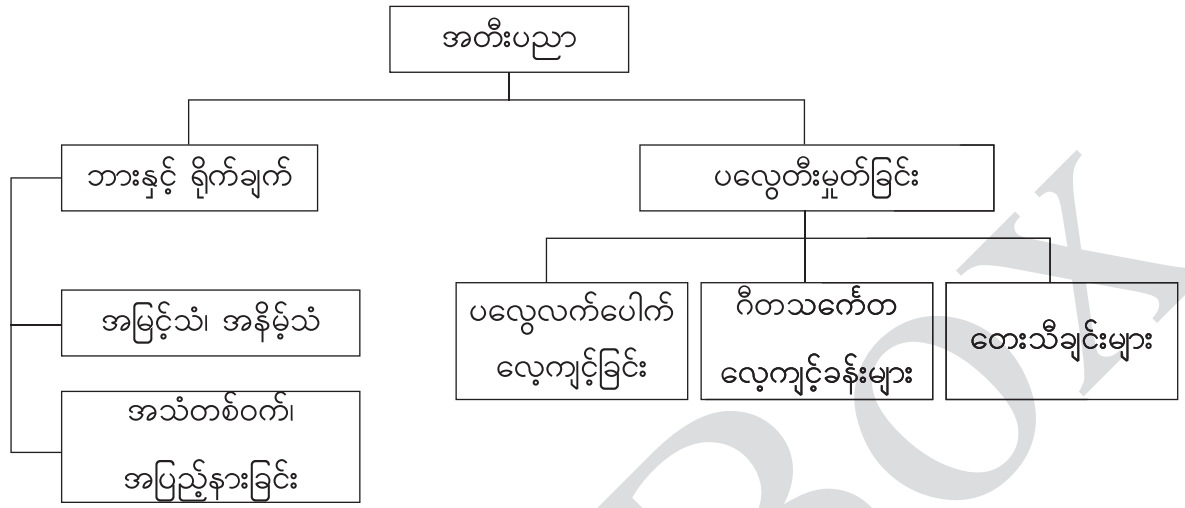 အတီးပညာ
ဘားနှင့် ရိုက်ချက်
ပလွေတီးမှုတ်ခြင်း
အမြင့်သံ၊ အနိမ့်သံ
အသံတစ်ဝက်၊
အပြည့်နားခြင်း
ပလွေလက်ပေါက်
လေ့ကျင့်ခြင်း
ဂီတသင်္ကေတ
လေ့ကျင့်ခန်းများ
တေးသီချင်းများ
BOX